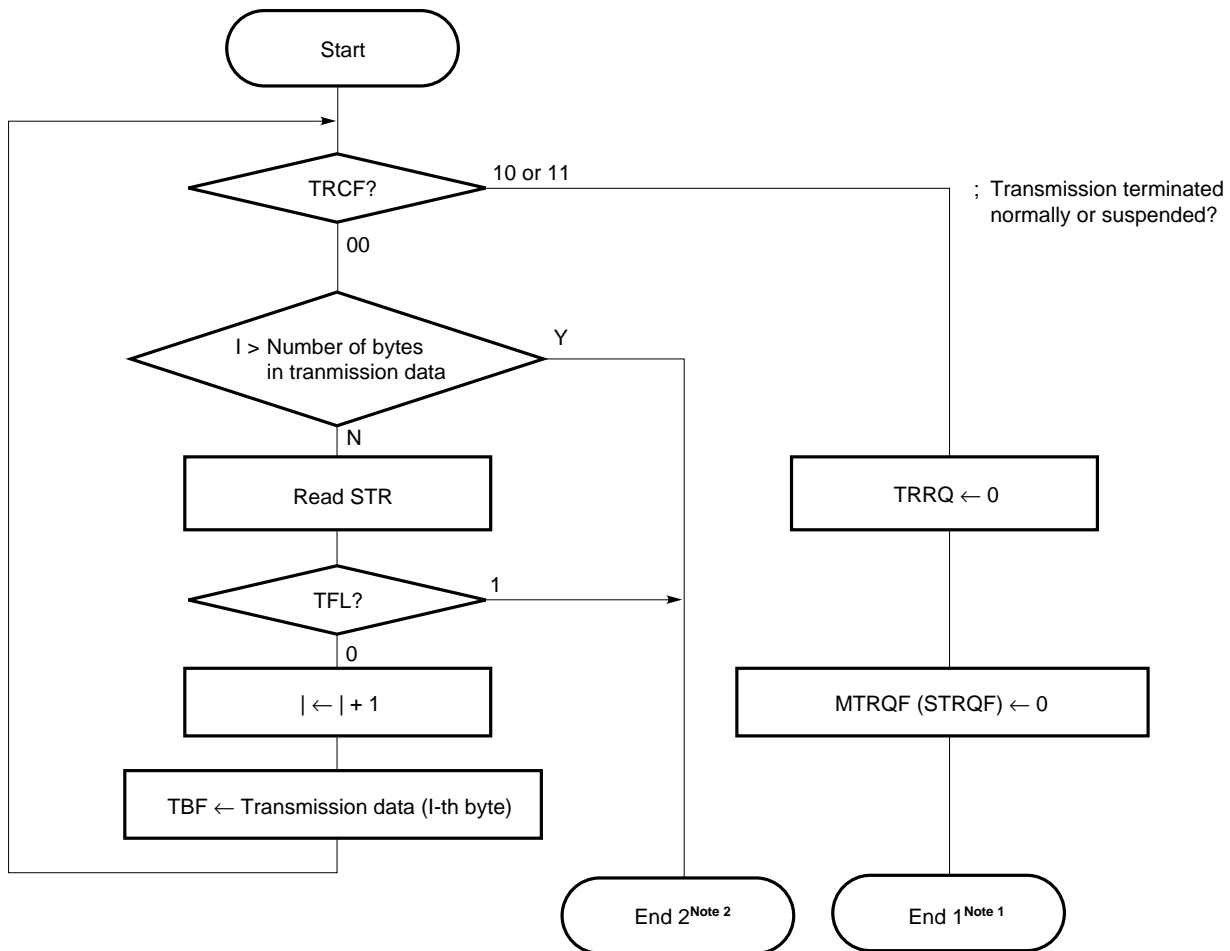 Start
TRCF?
10 or 11
; Transmission terminated
normally or suspended?
00
I > Number of bytes
in tranmission data
Y
N
Read STR
TRRQ ← 0
TFL?
1
0
| ← | + 1
MTRQF (STRQF) ← 0
TBF ← Transmission data (I-th byte)
End 2Note 2
End 1Note 1